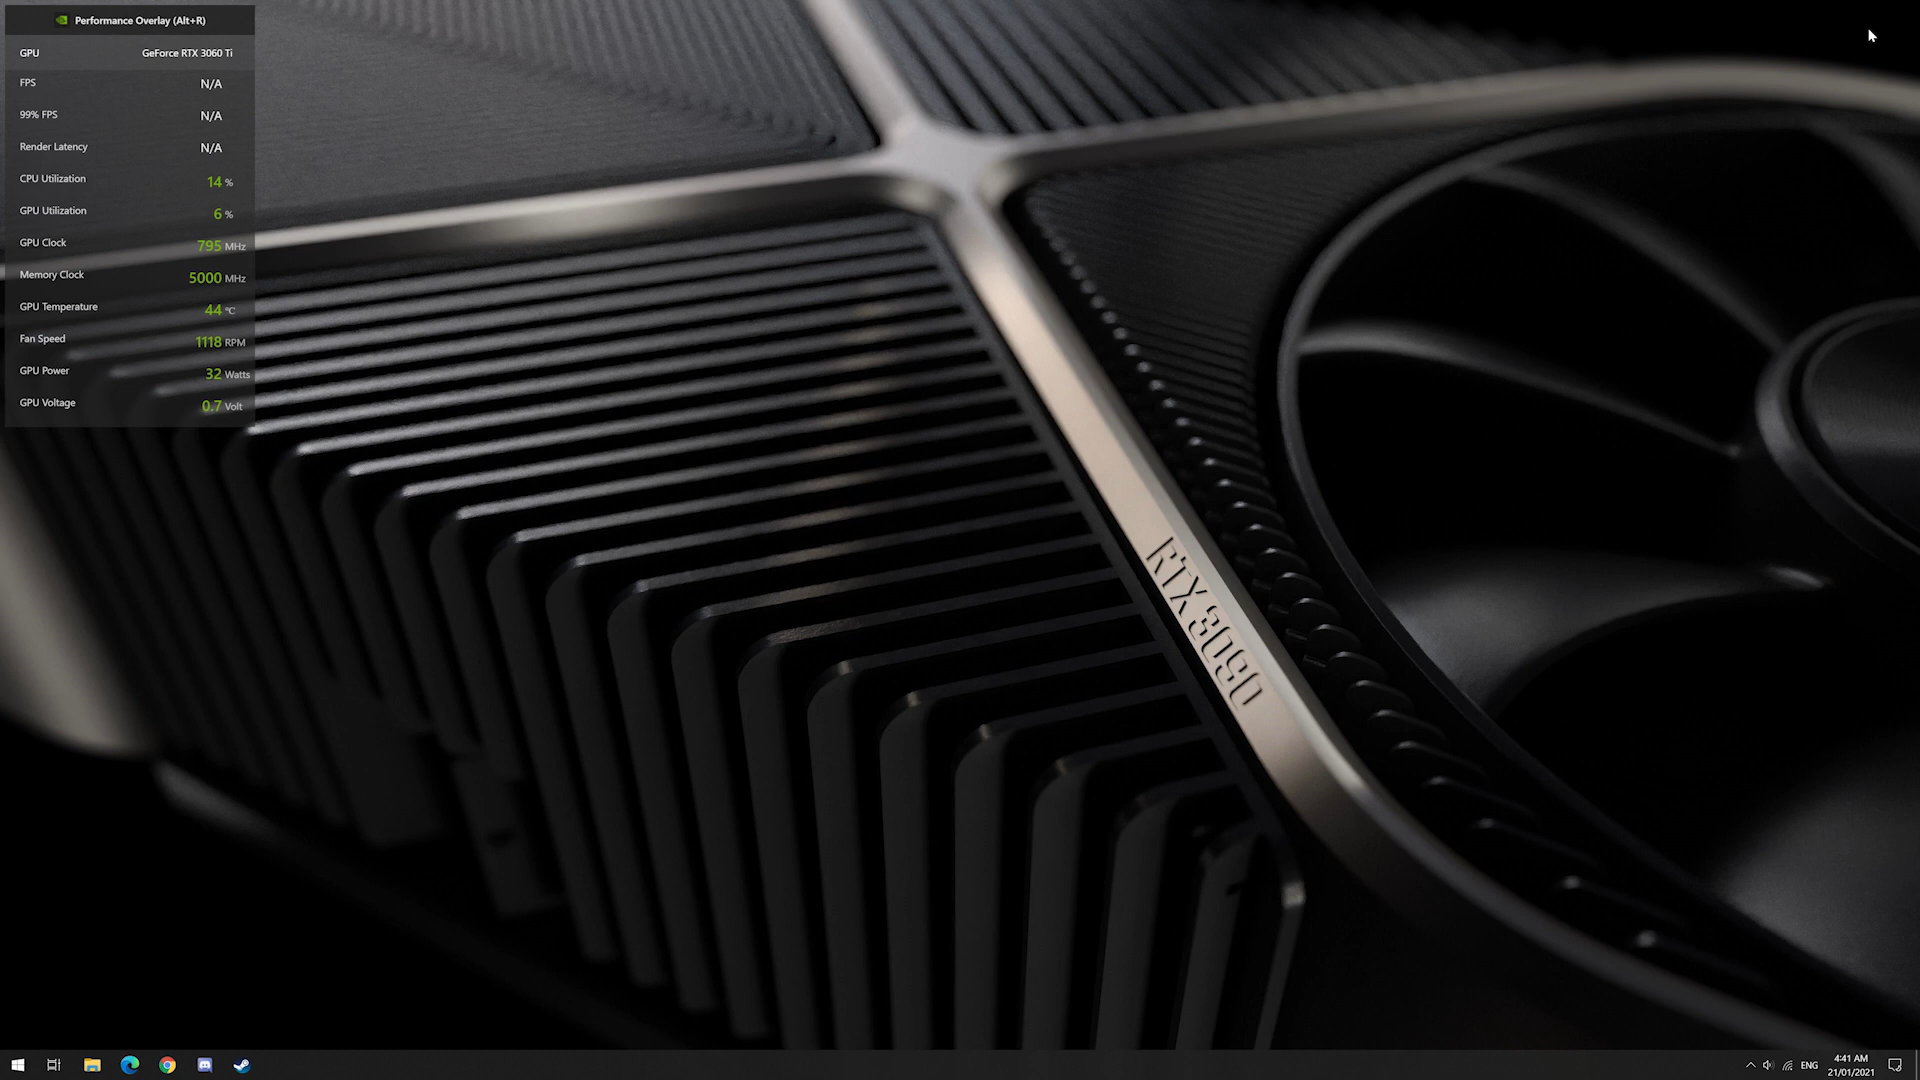 Performance Overlay (Alt+R)
GPU GeForce RTX 3060 Ti
FPS N/A
99% FPS N/A
Render Latency N/A
CPU Utilization 14 %
GPU Utilization 6 %
GPU Clock 795 MHz
Memory Clock 5000 MHz
GPU Temperature 44 °C
Fan Speed 1118 RPM
GPU Power 32 Watts
GPU Voltage 0.7 Volt
RTX 3090
ENG
4:41 AM
21/01/2021